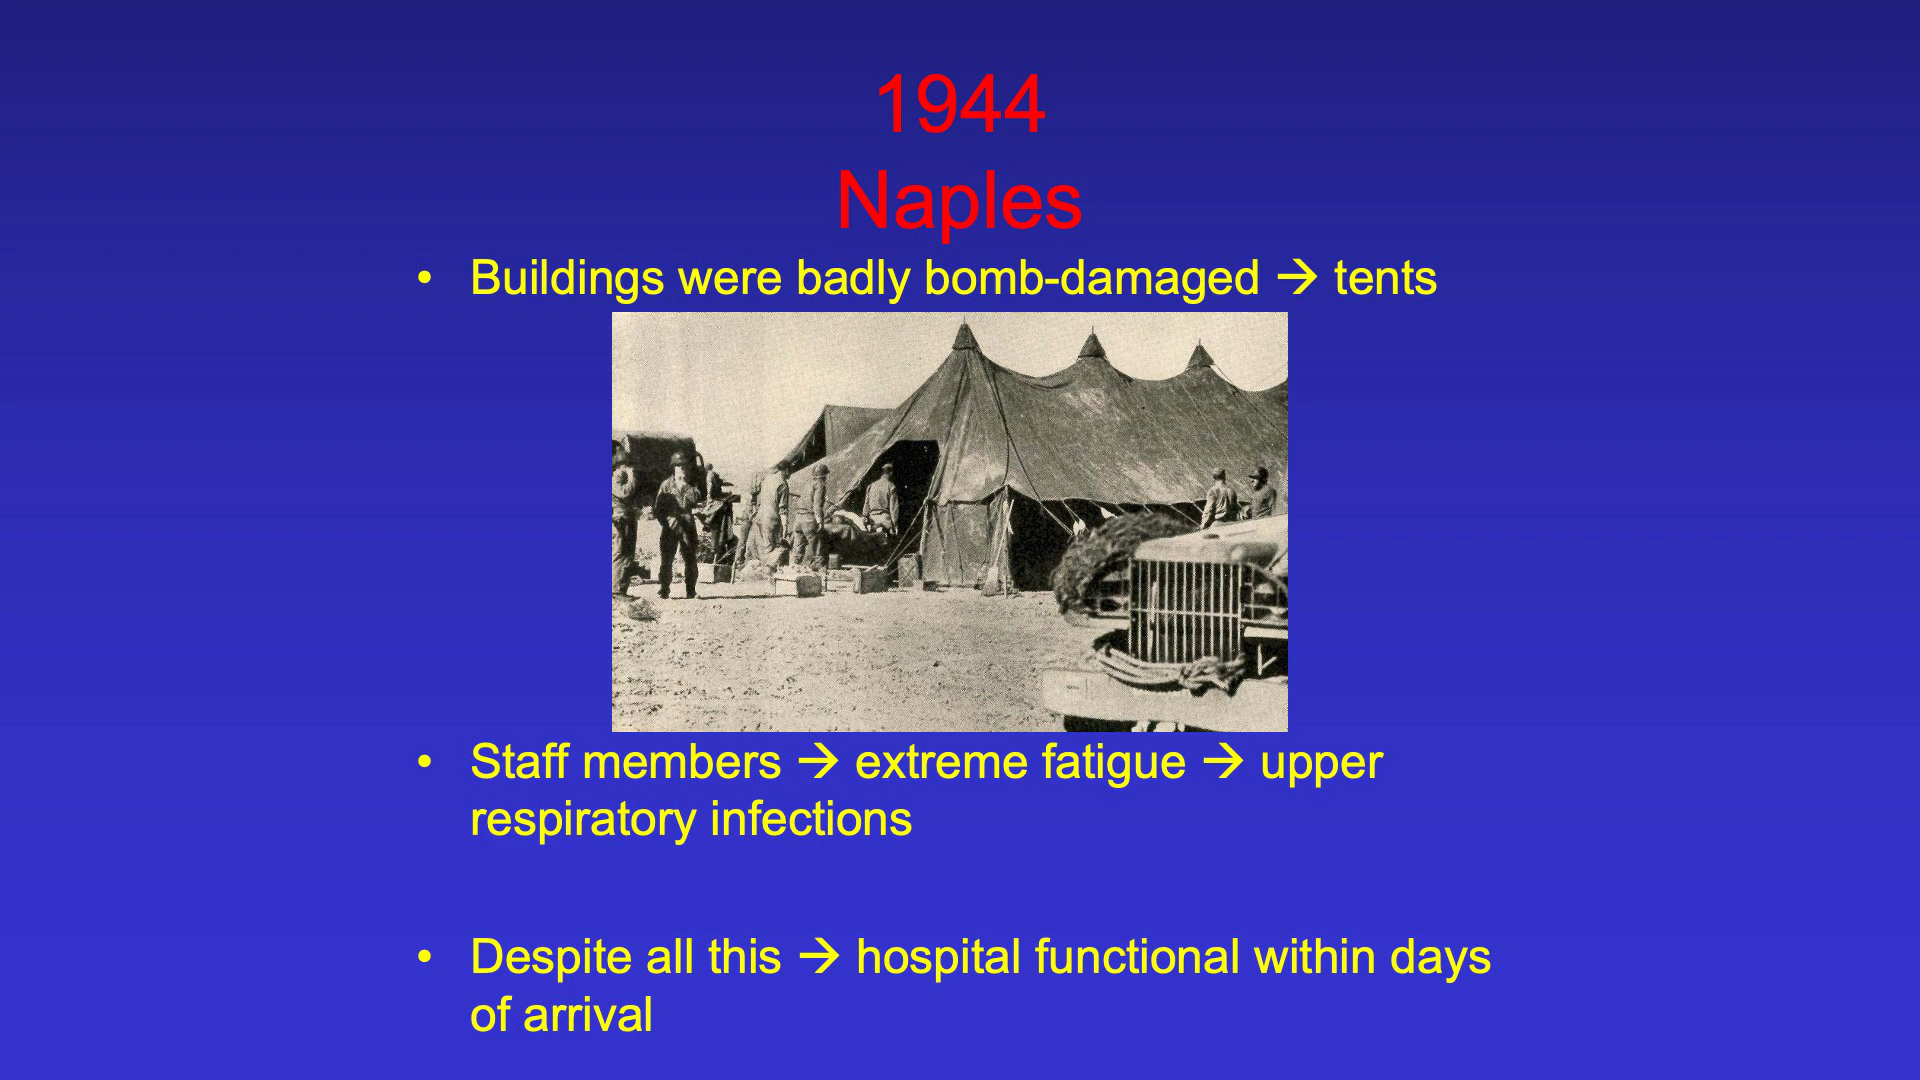 1944
Naples
• Buildings were badly bomb-damaged → tents
• Staff members → extreme fatigue → upper
respiratory infections
• Despite all this → hospital functional within days
of arrival